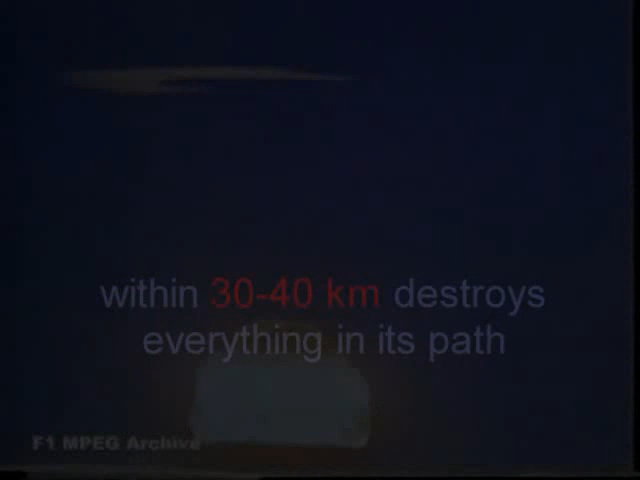 within 30-40 km destroys
everything in its path
F1 MPEG Archive